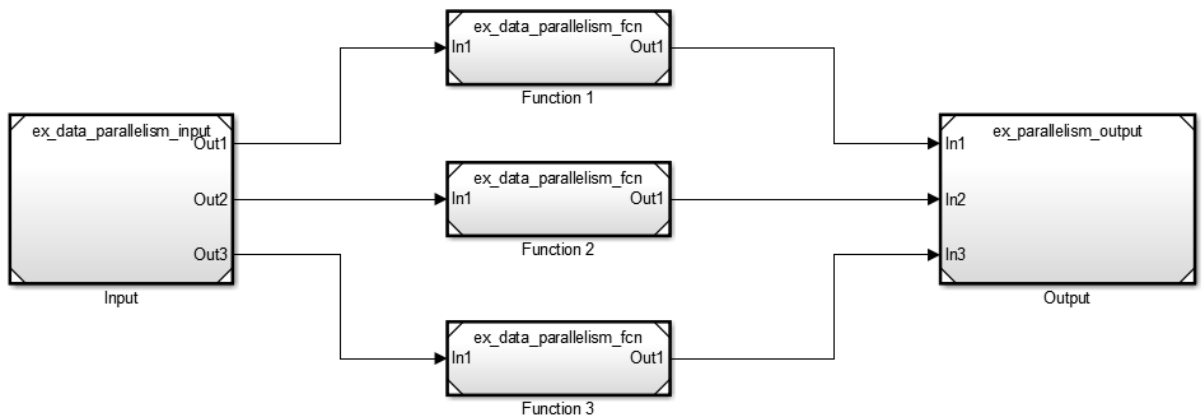 ex_data_parallelism_fcn
In1
Out1
Function 1
ex_data_parallelism_input
Out1
Out2
Out3
Input
ex_data_parallelism_fcn
In1
Out1
Function 2
ex_data_parallelism_fcn
In1
Out1
Function 3
ex_parallelism_output
In1
In2
In3
Output